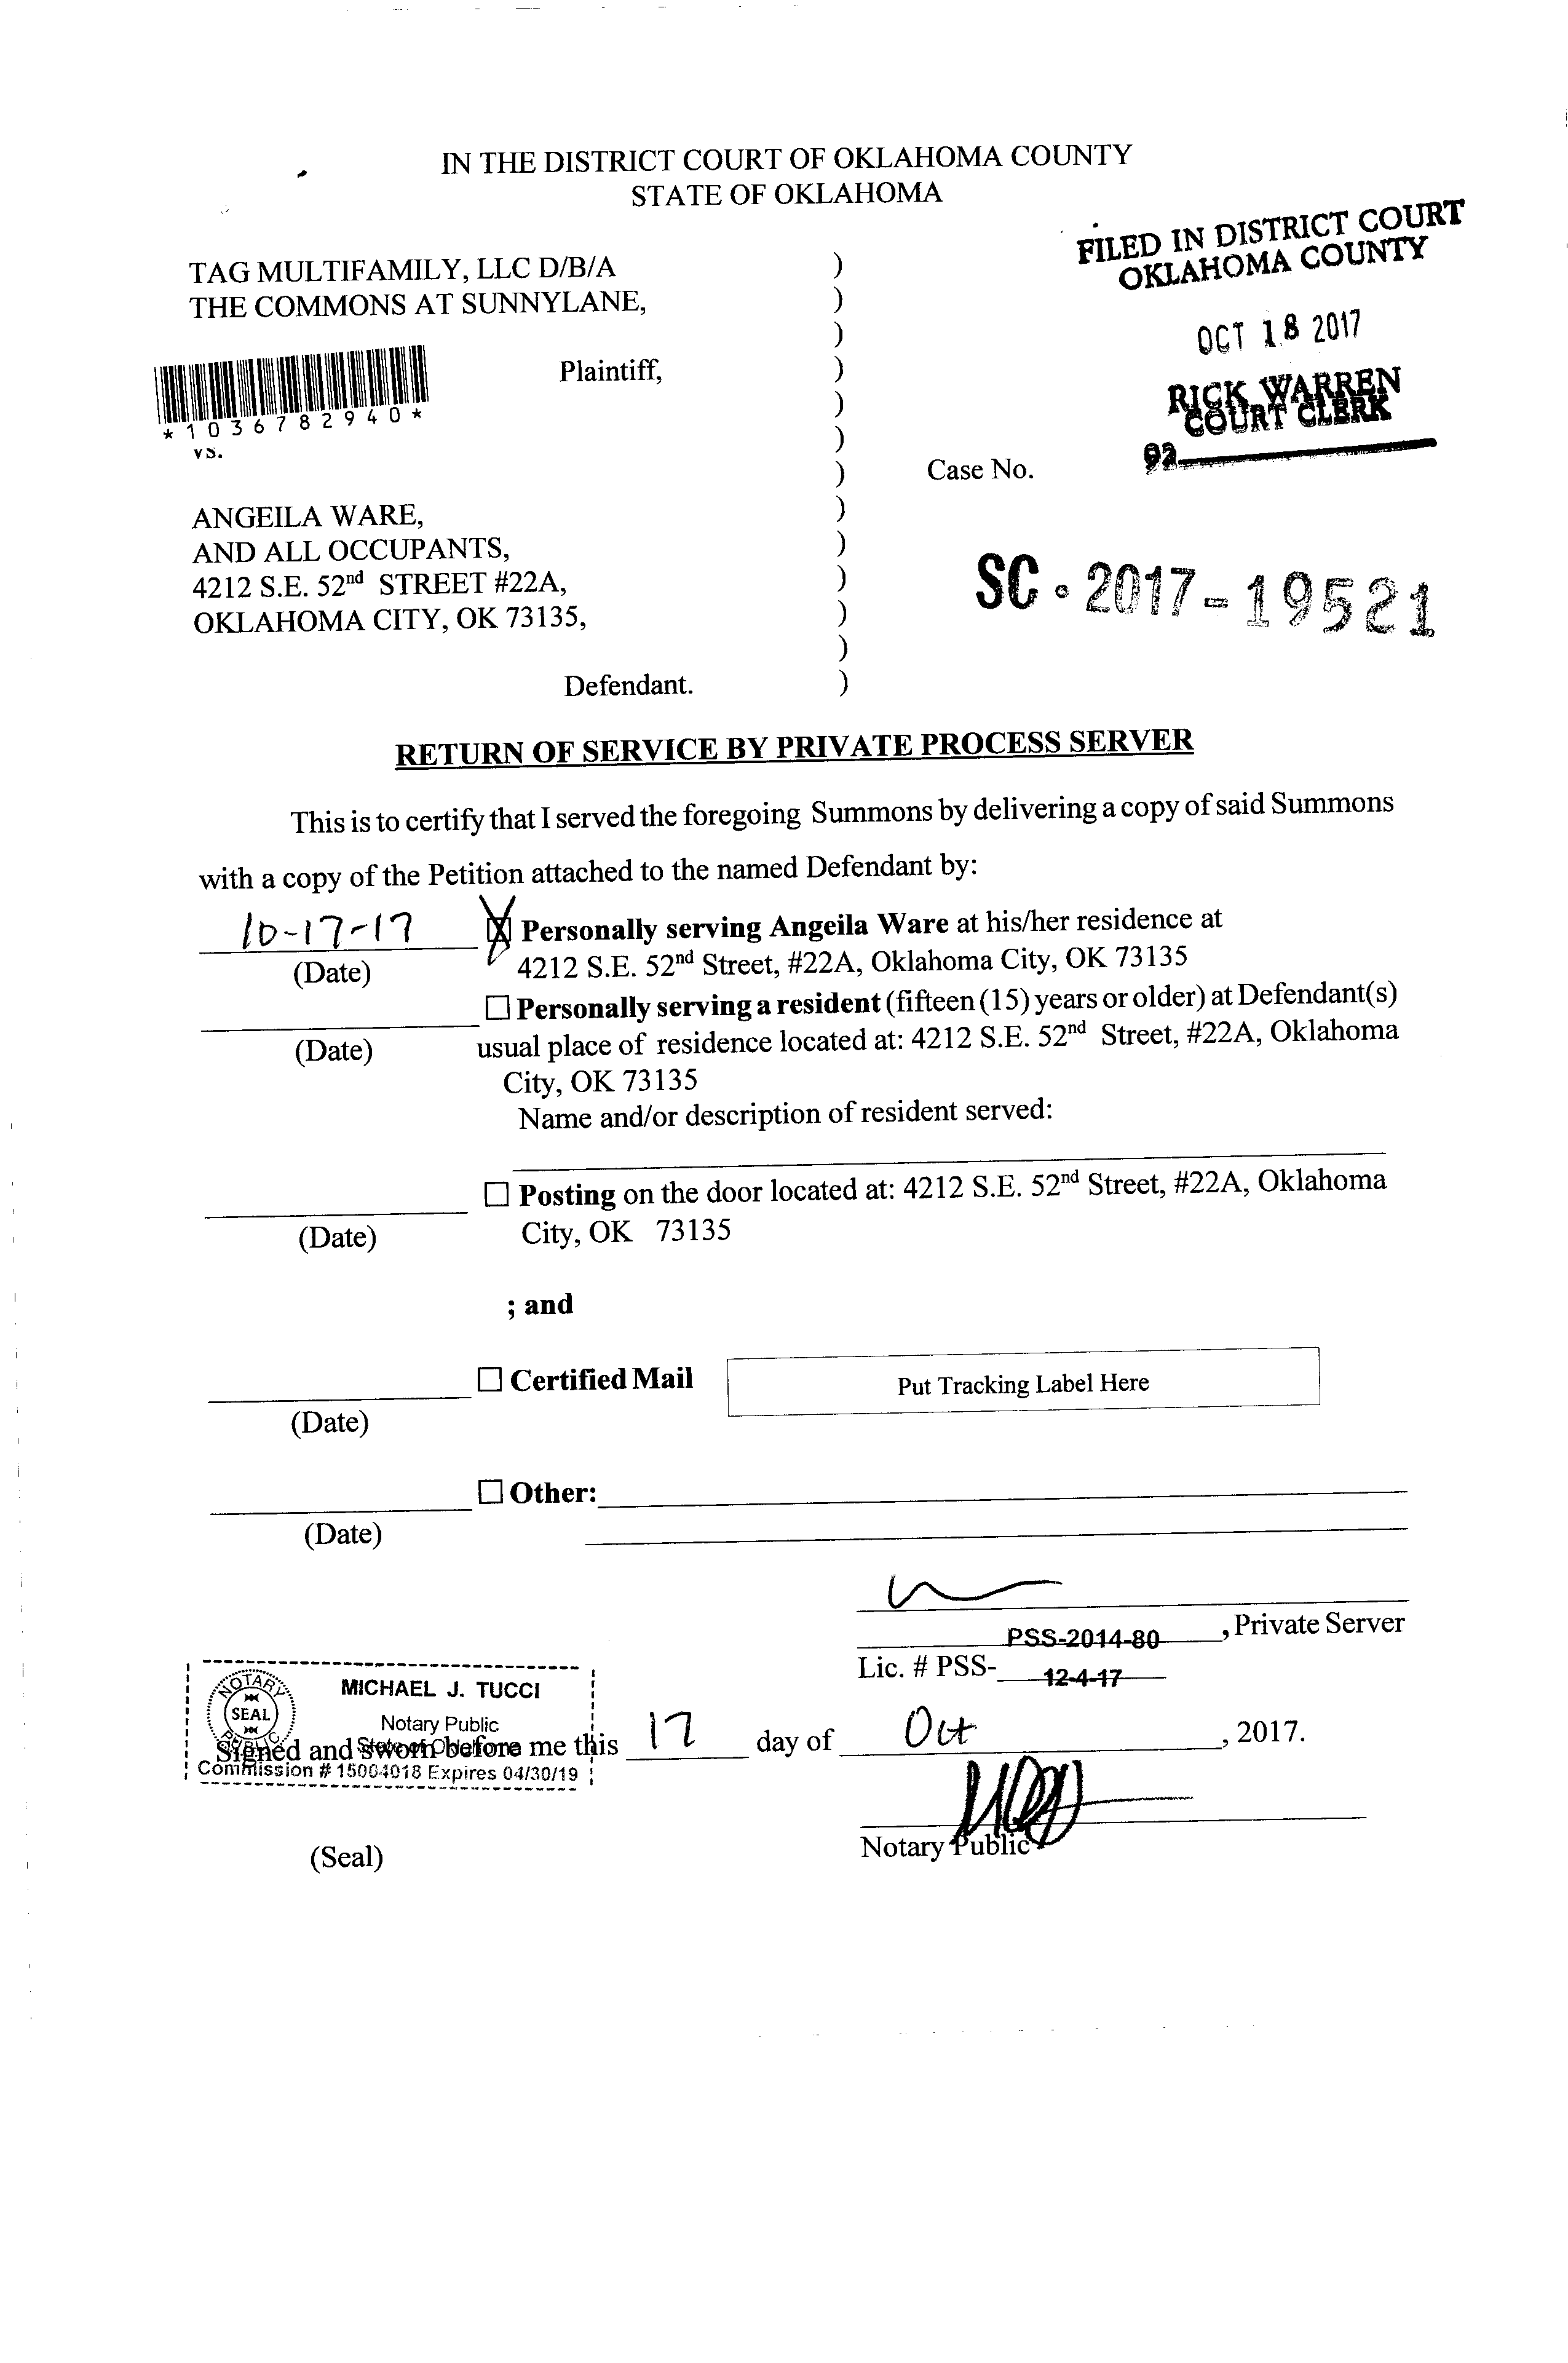 IN THE DISTRICT COURT OF OKLAHOMA COUNTY
STATE OF OKLAHOMA
FILED IN DISTRICT COURT
OKLAHOMA COUNTY
OCT 18 2017
RICK WARREN
COURT CLERK
92
TAG MULTIFAMILY, LLC D/B/A )
THE COMMONS AT SUNNYLANE, )
)
Plaintiff, )
*1036782940* )
)
vs. )
Case No.
)
ANGEILA WARE, )
AND ALL OCCUPANTS, )
4212 S.E. 52nd STREET #22A, )
OKLAHOMA CITY, OK 73135, )
)
Defendant. )
SC - 2017 - 19521
RETURN OF SERVICE BY PRIVATE PROCESS SERVER
This is to certify that I served the foregoing Summons by delivering a copy of said Summons
with a copy of the Petition attached to the named Defendant by:
10-17-17 ☒ Personally serving Angeila Ware at his/her residence at
(Date) 4212 S.E. 52nd Street, #22A, Oklahoma City, OK 73135
☐ Personally serving a resident (fifteen (15) years or older) at Defendant(s)
(Date) usual place of residence located at: 4212 S.E. 52nd Street, #22A, Oklahoma
City, OK 73135
Name and/or description of resident served:
☐ Posting on the door located at: 4212 S.E. 52nd Street, #22A, Oklahoma
(Date) City, OK 73135
; and
☐ Certified Mail Put Tracking Label Here
(Date)
☐ Other:
(Date)
PSS-2014-80 , Private Server
Lic. # PSS- 12-4-17
NOTARY PUBLIC
SEAL
MICHAEL J. TUCCI
Notary Public
State of Oklahoma
Commission # 15004018 Expires 04/30/19
Signed and sworn before me this 17 day of Oct , 2017.
Notary Public
(Seal)